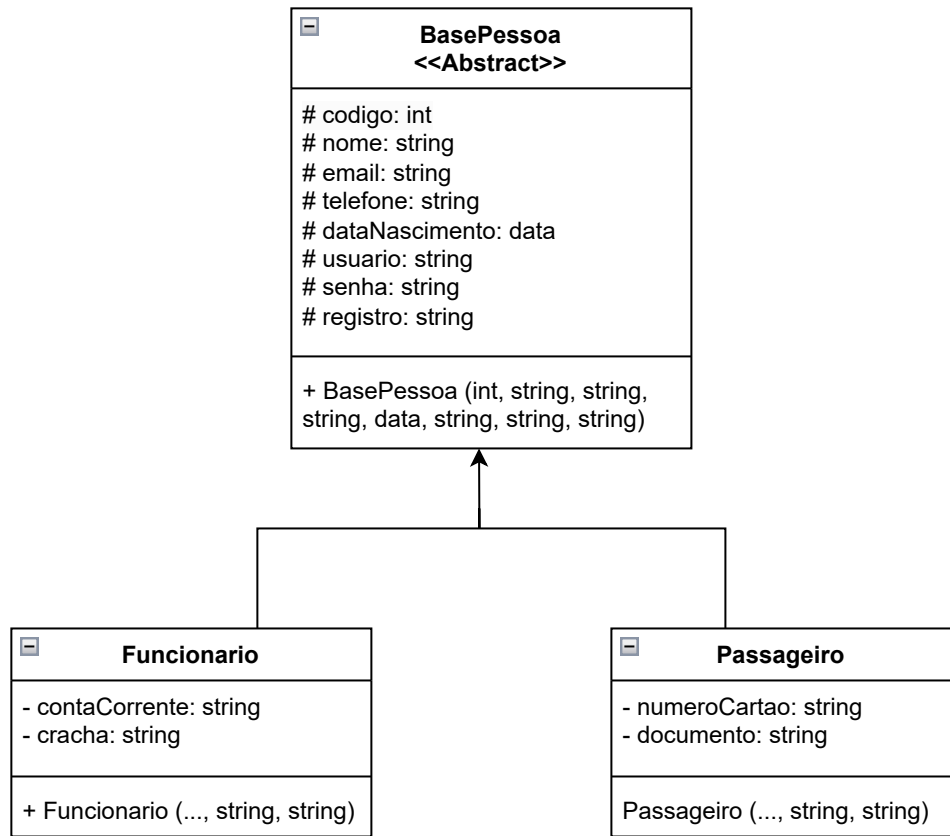 BasePessoa
<<Abstract>>
# codigo: int
# nome: string
# email: string
# telefone: string
# dataNascimento: data
# usuario: string
# senha: string
# registro: string
+ BasePessoa (int, string, string,
string, data, string, string, string)
Funcionario
- contaCorrente: string
- cracha: string
+ Funcionario (..., string, string)
Passageiro
- numeroCartao: string
- documento: string
Passageiro (..., string, string)